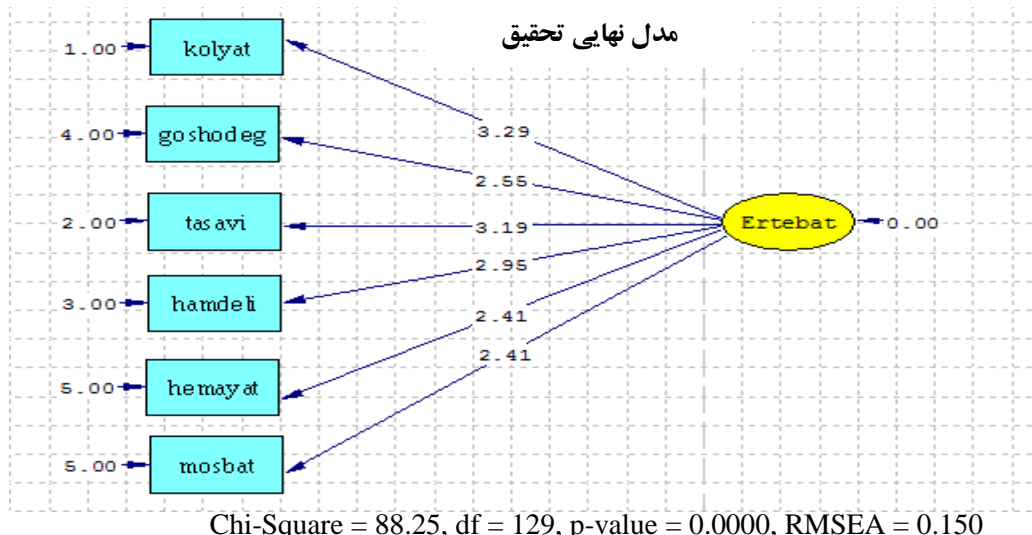 مدل نهایی تحقیق
1.00 kolyat
3.29
4.00 goshodeg
2.55
2.00 tasavi
3.19
Ertebat 0.00
2.95
3.00 hamdeli
2.41
2.41
5.00 hemayat
5.00 mosbat
Chi-Square = 88.25, df = 129, p-value = 0.0000, RMSEA = 0.150